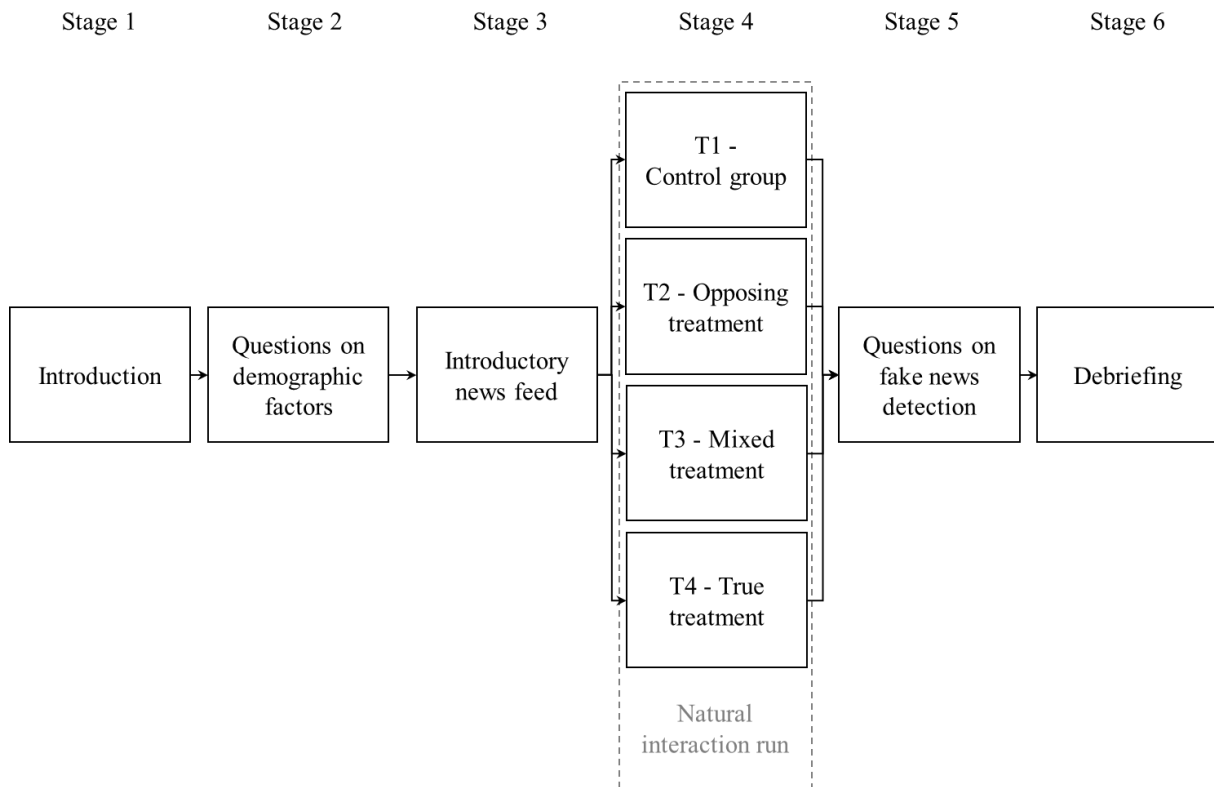 Stage 1
Stage 2
Stage 3
Stage 4
Stage 5
Stage 6
Introduction
Questions on
demographic
factors
Introductory
news feed
T1 -
Control group
T2 - Opposing
treatment
T3 - Mixed
treatment
T4 - True
treatment
Natural
interaction run
Questions on
fake news
detection
Debriefing